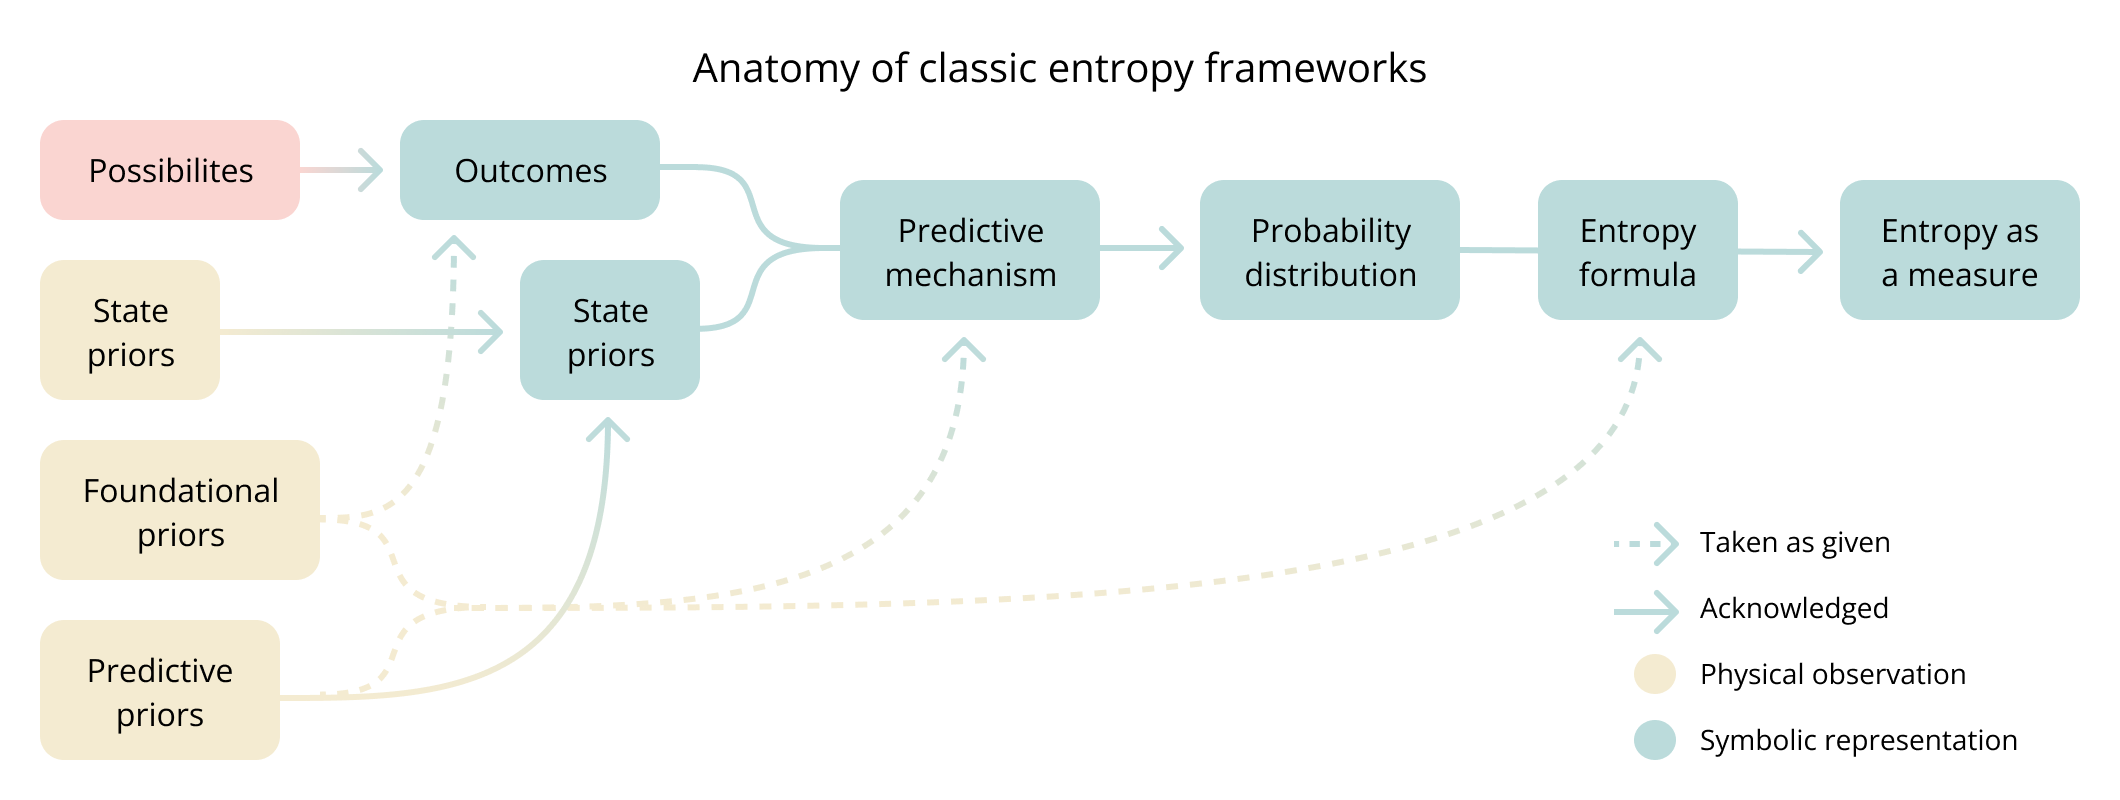 Anatomy of classic entropy frameworks
Possibilites
Outcomes
State
priors
State
priors
Predictive
mechanism
Probability
distribution
Entropy
formula
Entropy as
a measure
Foundational
priors
Predictive
priors
Taken as given
Acknowledged
Physical observation
Symbolic representation